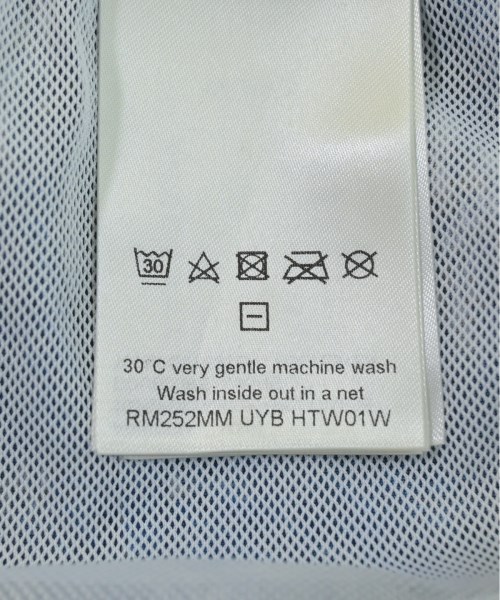 30
30°C very gentle machine wash
Wash inside out in a net
RM252MM UYB HTW01W